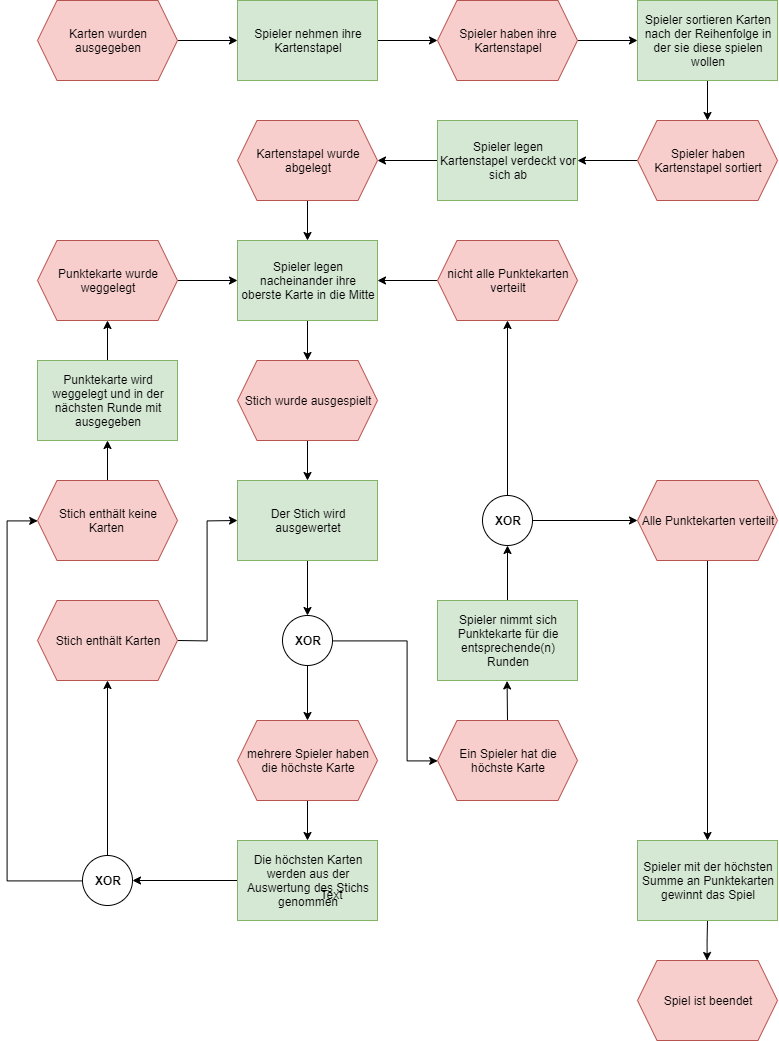 Karten wurden
ausgegeben
Spieler nehmen ihre
Kartenstapel
Spieler haben ihre
Kartenstapel
Spieler sortieren Karten
nach der Reihenfolge in
der sie diese spielen
wollen
Kartenstapel wurde
abgelegt
Spieler legen
Kartenstapel verdeckt vor
sich ab
Spieler haben
Kartenstapel sortiert
Punktekarte wurde
weggelegt
Spieler legen
nacheinander ihre
oberste Karte in die Mitte
nicht alle Punktekarten
verteilt
Punktekarte wird
weggelegt und in der
nächsten Runde mit
ausgegeben
Stich wurde ausgespielt
Stich enthält keine
Karten
Der Stich wird
ausgewertet
XOR
Alle Punktekarten verteilt
Stich enthält Karten
XOR
Spieler nimmt sich
Punktekarte für die
entsprechende(n)
Runden
mehrere Spieler haben
die höchste Karte
Ein Spieler hat die
höchste Karte
XOR
Die höchsten Karten
werden aus der
Auswertung des Stichs
genommen
Text
Spieler mit der höchsten
Summe an Punktekarten
gewinnt das Spiel
Spiel ist beendet